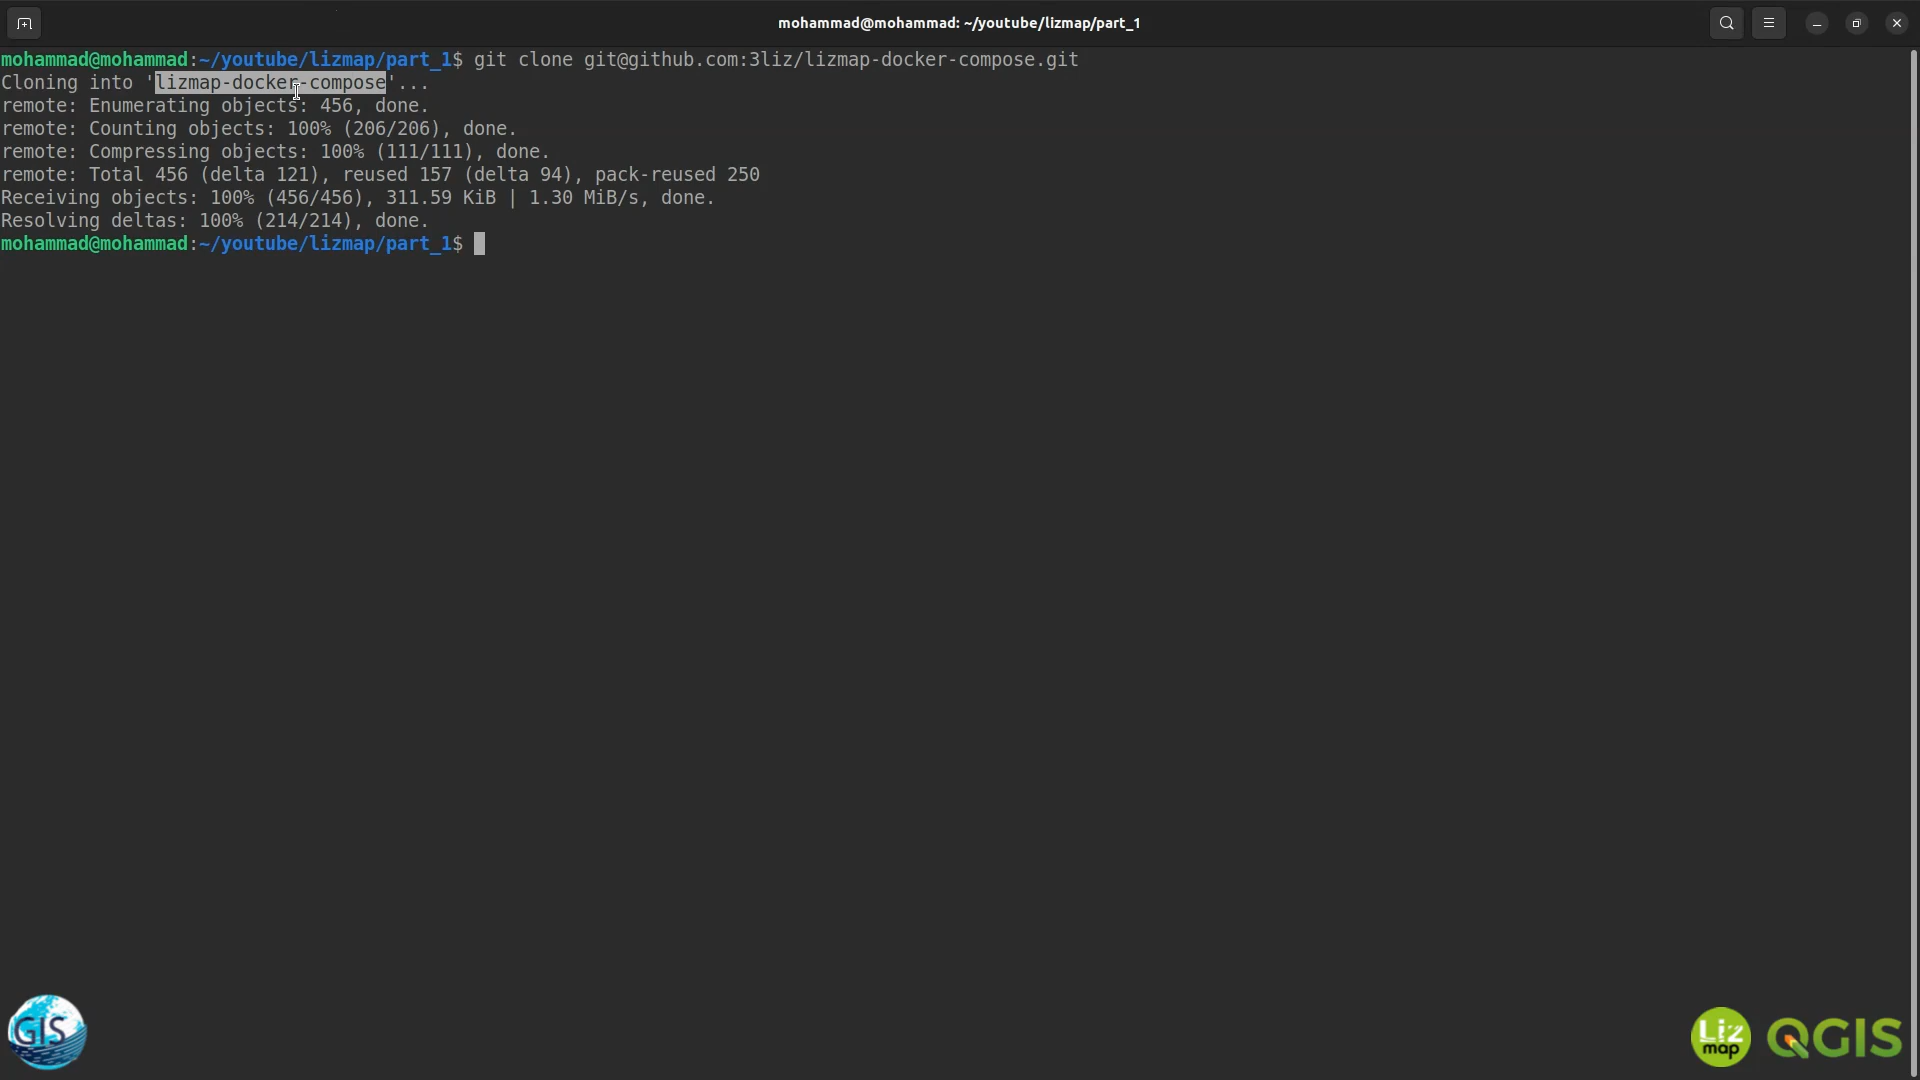 mohammad@mohammad: ~/youtube/lizmap/part_1
mohammad@mohammad:~/youtube/lizmap/part_1$ git clone git@github.com:3liz/lizmap-docker-compose.git
Cloning into 'lizmap-docker-compose'...
remote: Enumerating objects: 456, done.
remote: Counting objects: 100% (206/206), done.
remote: Compressing objects: 100% (111/111), done.
remote: Total 456 (delta 121), reused 157 (delta 94), pack-reused 250
Receiving objects: 100% (456/456), 311.59 KiB | 1.30 MiB/s, done.
Resolving deltas: 100% (214/214), done.
mohammad@mohammad:~/youtube/lizmap/part_1$
GIS
Liz
map
QGIS